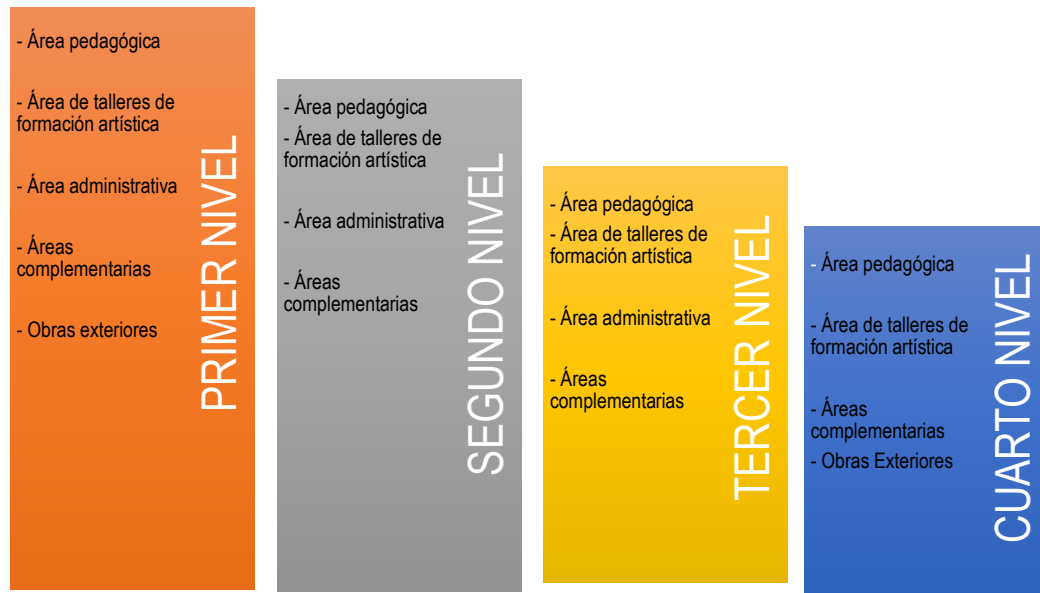 - Área pedagógica
- Área de talleres de
formación artística
- Área administrativa
- Áreas
complementarias
- Obras exteriores
PRIMER NIVEL
- Área pedagógica
- Área de talleres de
formación artística
- Área administrativa
- Áreas
complementarias
SEGUNDO NIVEL
- Área pedagógica
- Área de talleres de
formación artística
- Área administrativa
- Áreas
complementarias
TERCER NIVEL
- Área pedagógica
- Área de talleres de
formación artística
- Áreas
complementarias
- Obras Exteriores
CUARTO NIVEL